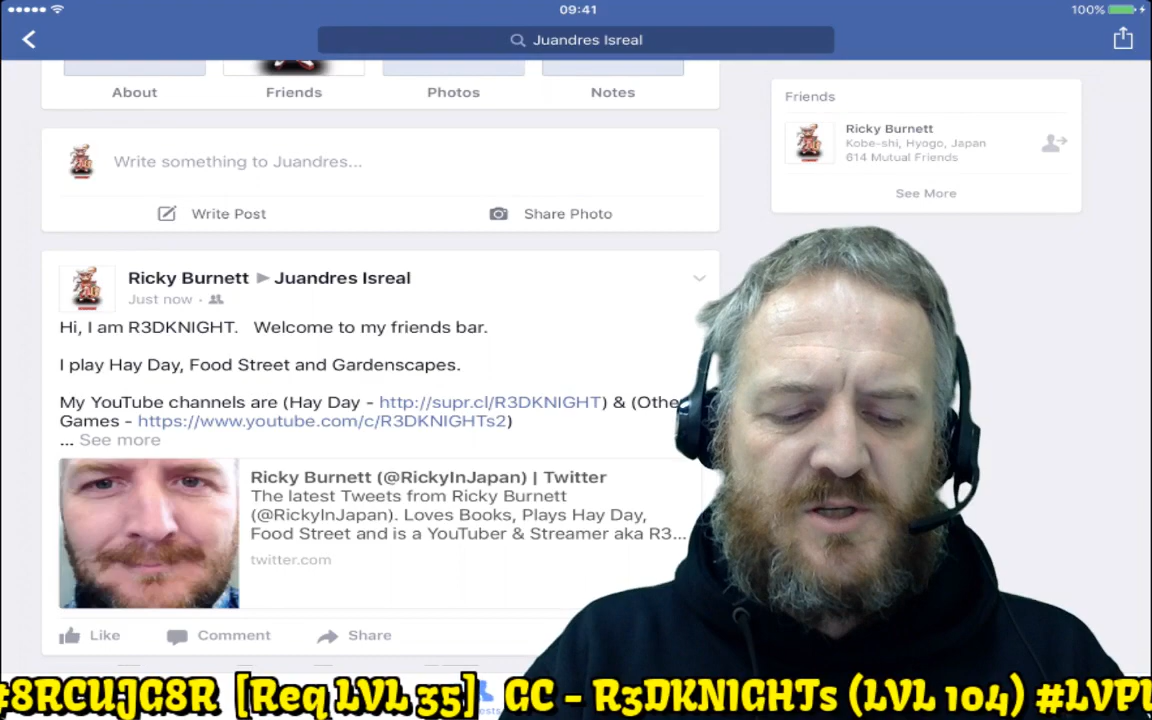 09:41
100%
Juandres Isreal
About
Friends
Photos
Notes
Friends
Ricky Burnett
Kobe-shi, Hyogo, Japan
614 Mutual Friends
See More
Write something to Juandres...
Write Post
Share Photo
Ricky Burnett ▶ Juandres Isreal
Just now ·
Hi, I am R3DKNIGHT. Welcome to my friends bar.
I play Hay Day, Food Street and Gardenscapes.
My YouTube channels are (Hay Day - http://supr.cl/R3DKNIGHT) & (Othe
Games - https://www.youtube.com/c/R3DKNIGHTs2)
... See more
Ricky Burnett (@RickyInJapan) | Twitter
The latest Tweets from Ricky Burnett
(@RickyInJapan). Loves Books, Plays Hay Day,
Food Street and is a YouTuber & Streamer aka R3...
twitter.com
Like
Comment
Share
#8RCUJG8R [Req LVL 35] GC - R3DKNIGHTs (LVL 104) #LVPU